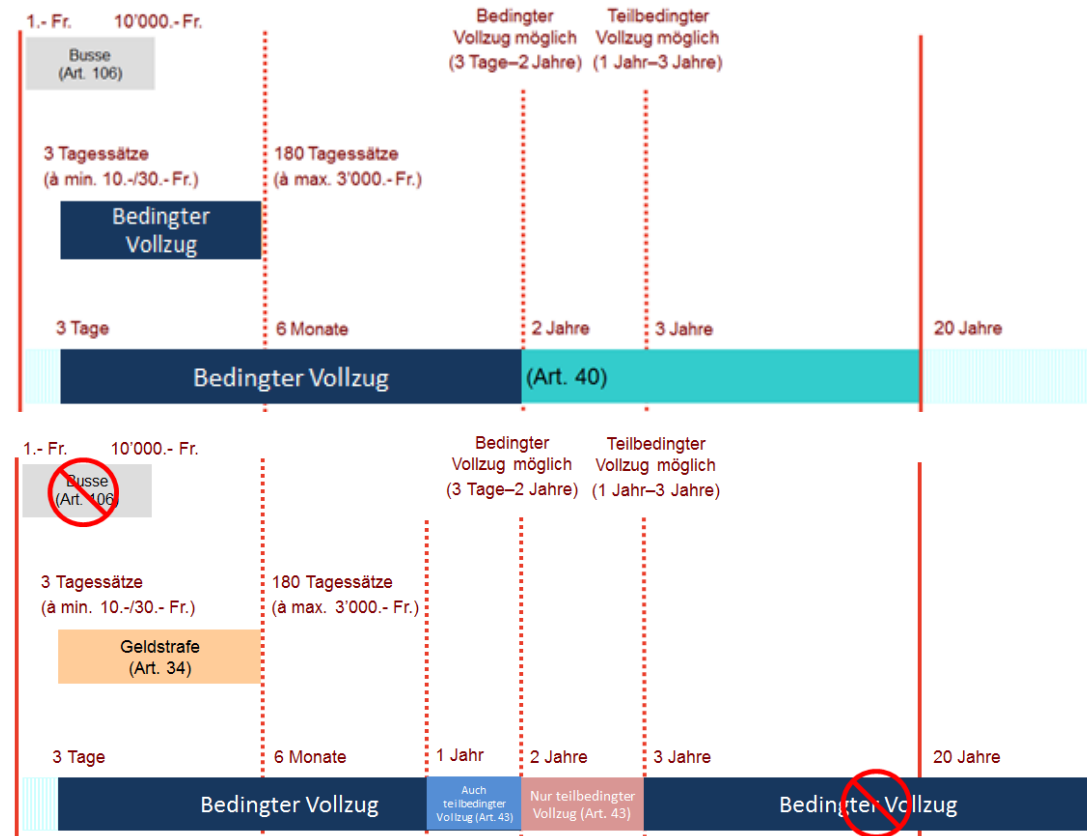 1.- Fr. 10'000.- Fr.
Busse
(Art. 106)
Bedingter
Vollzug möglich
(3 Tage–2 Jahre)
Teilbedingter
Vollzug möglich
(1 Jahr–3 Jahre)
3 Tagessätze
(à min. 10.-/30.- Fr.)
180 Tagessätze
(à max. 3'000.- Fr.)
Bedingter
Vollzug
3 Tage
6 Monate
2 Jahre
3 Jahre
20 Jahre
Bedingter Vollzug
(Art. 40)
1.- Fr. 10'000.- Fr.
Busse
(Art. 106)
Bedingter
Vollzug möglich
(3 Tage–2 Jahre)
Teilbedingter
Vollzug möglich
(1 Jahr–3 Jahre)
3 Tagessätze
(à min. 10.-/30.- Fr.)
180 Tagessätze
(à max. 3'000.- Fr.)
Geldstrafe
(Art. 34)
3 Tage
6 Monate
1 Jahr
2 Jahre
3 Jahre
20 Jahre
Bedingter Vollzug
Auch
teilbedingter
Vollzug (Art. 43)
Nur teilbedingter
Vollzug (Art. 43)
Bedingter Vollzug